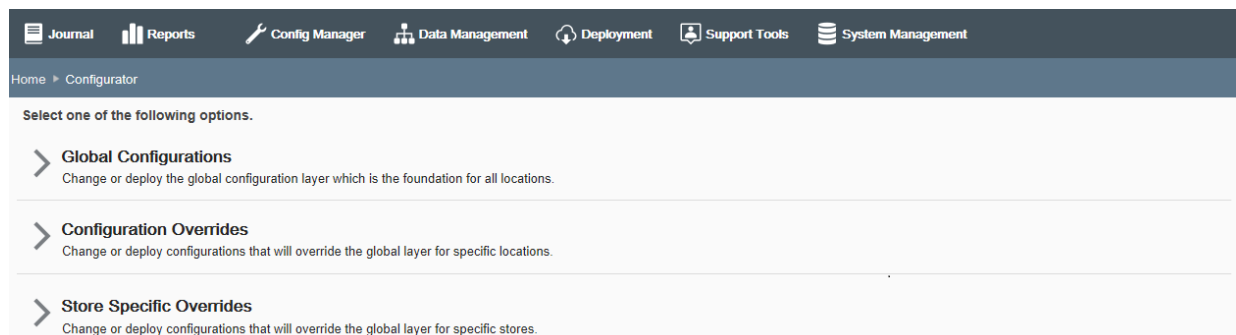 Journal Reports Config Manager Data Management Deployment Support Tools System Management
Home Configurator
Select one of the following options.
Global Configurations
Change or deploy the global configuration layer which is the foundation for all locations.
Configuration Overrides
Change or deploy configurations that will override the global layer for specific locations.
Store Specific Overrides
Change or deploy configurations that will override the global layer for specific stores.